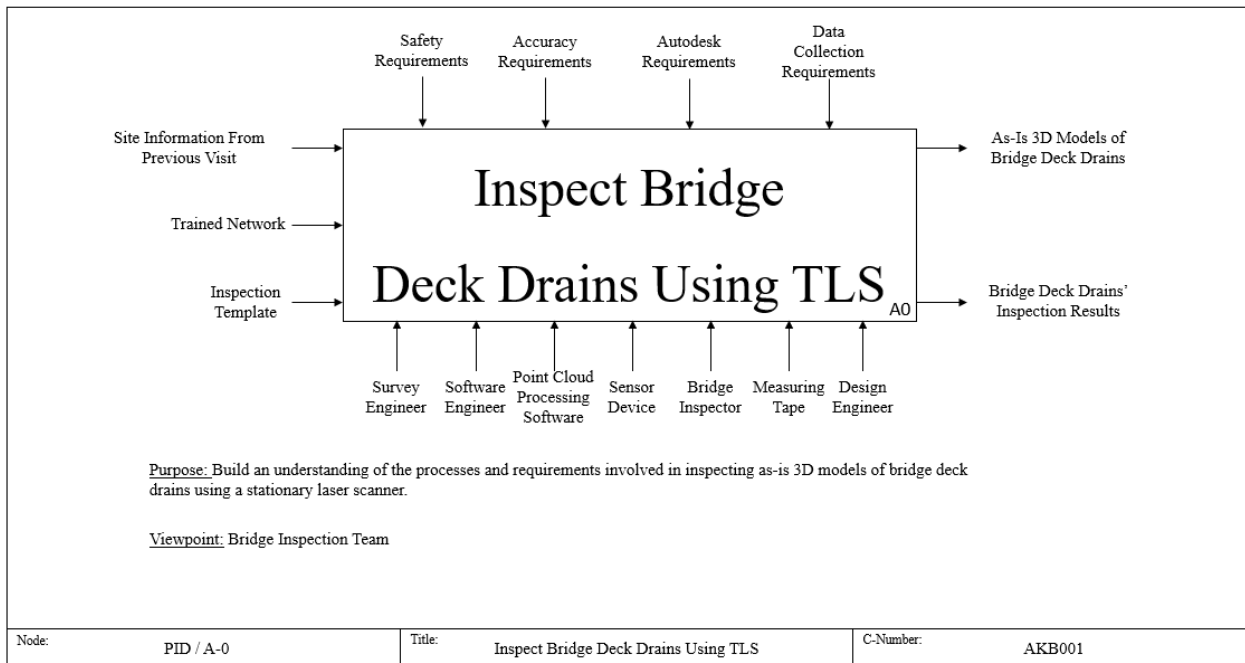 Safety
Requirements
Accuracy
Requirements
Autodesk
Requirements
Data
Collection
Requirements
Site Information From
Previous Visit
Trained Network
Inspection
Template
Inspect Bridge
Deck Drains Using TLS
A0
As-Is 3D Models of
Bridge Deck Drains
Bridge Deck Drains’
Inspection Results
Survey
Engineer
Software
Engineer
Point Cloud
Processing
Software
Sensor
Device
Bridge
Inspector
Measuring
Tape
Design
Engineer
Purpose: Build an understanding of the processes and requirements involved in inspecting as-is 3D models of bridge deck
drains using a stationary laser scanner.
Viewpoint: Bridge Inspection Team
Node:
PID / A-0
Title:
Inspect Bridge Deck Drains Using TLS
C-Number:
AKB001